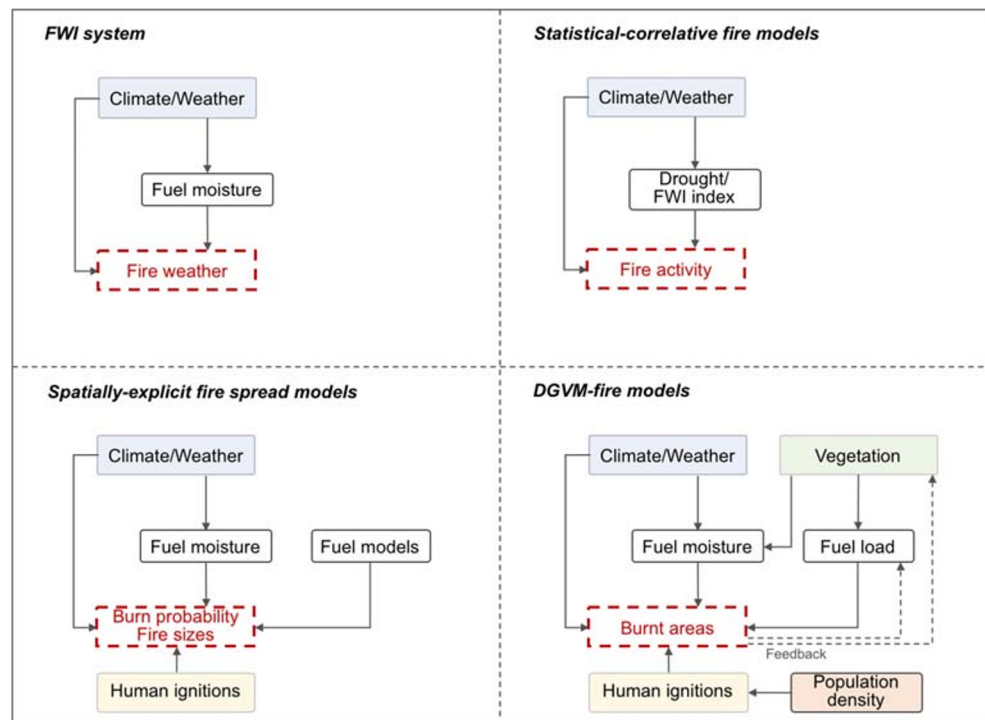 FWI system
Climate/Weather
Fuel moisture
Fire weather
Statistical-correlative fire models
Climate/Weather
Drought/
FWI index
Fire activity
Spatially-explicit fire spread models
Climate/Weather
Fuel moisture
Fuel models
Burn probability
Fire sizes
Human ignitions
DGVM-fire models
Climate/Weather
Vegetation
Fuel moisture
Fuel load
Burnt areas
Feedback
Human ignitions
Population
density